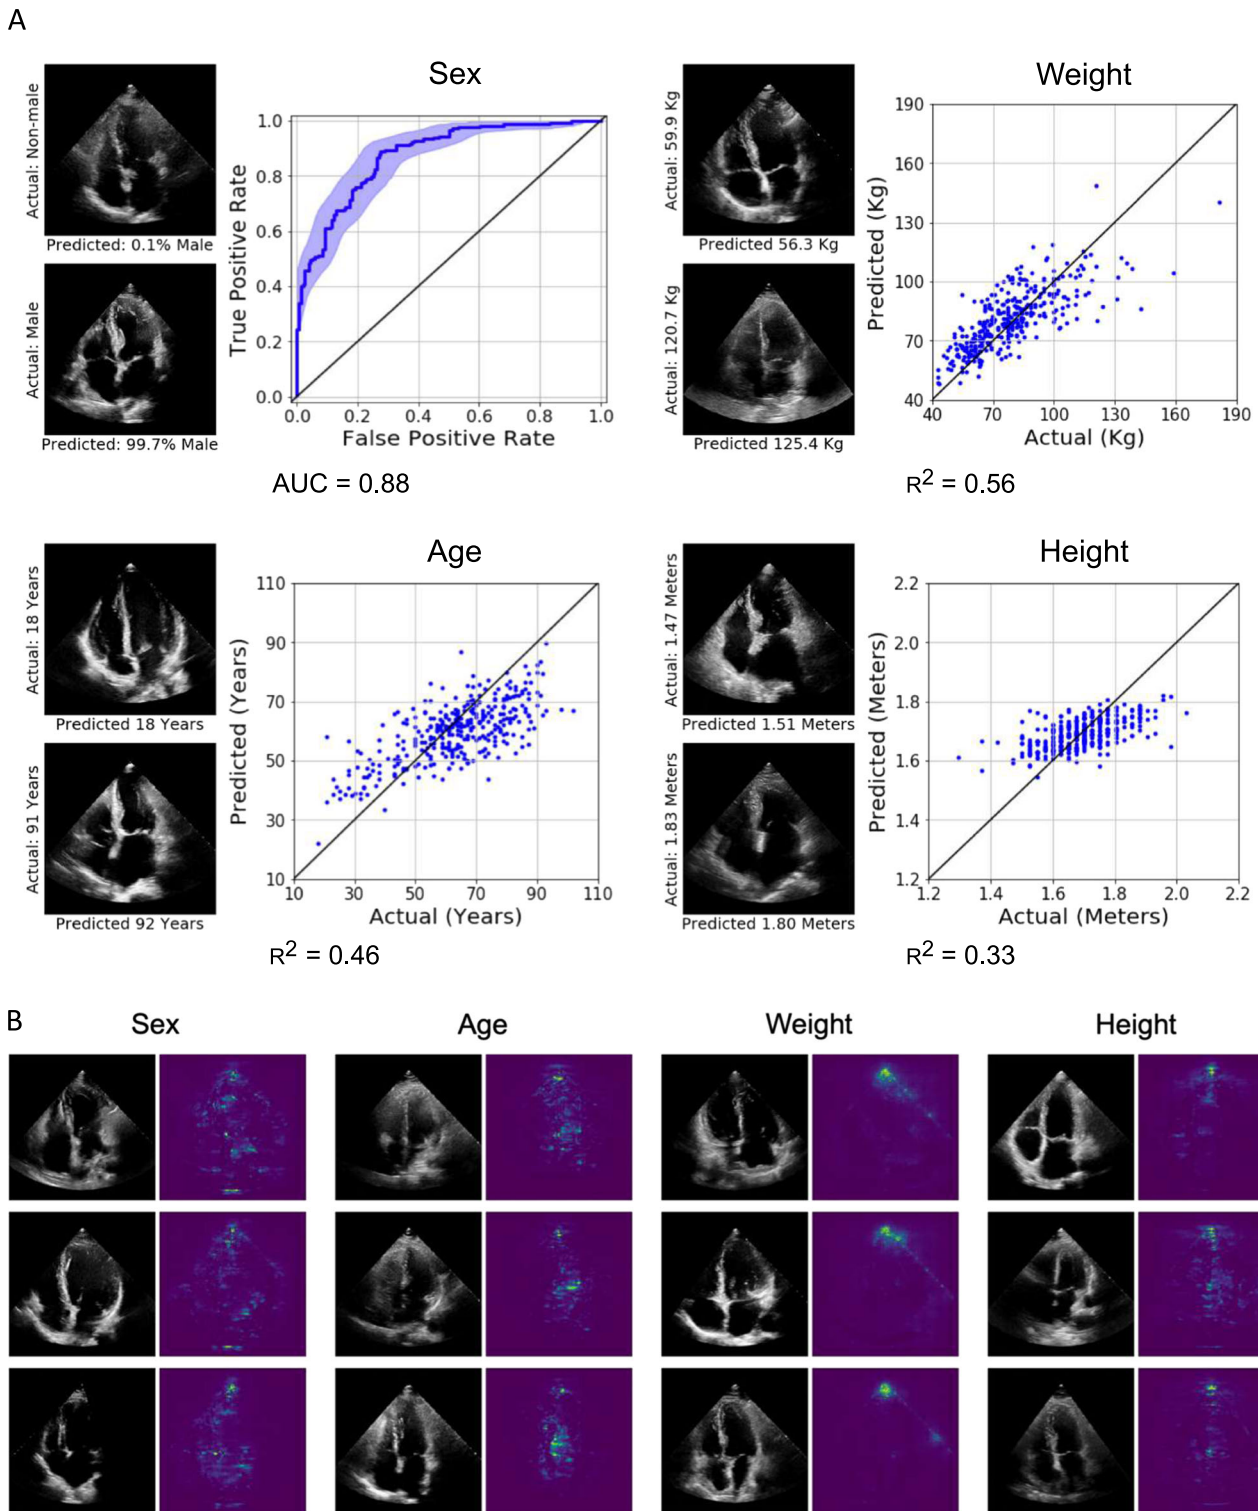 A
Sex
Actual: Non-male
Predicted: 0.1% Male
Actual: Male
Predicted: 99.7% Male
True Positive Rate
1.0
0.8
0.6
0.4
0.2
0.0
0.0 0.2 0.4 0.6 0.8 1.0
False Positive Rate
AUC = 0.88
Weight
Actual: 59.9 Kg
Predicted 56.3 Kg
Actual: 120.7 Kg
Predicted 125.4 Kg
Predicted (Kg)
190
160
130
100
70
40
40 70 100 130 160 190
Actual (Kg)
R² = 0.56
Age
Actual: 18 Years
Predicted 18 Years
Actual: 91 Years
Predicted 92 Years
Predicted (Years)
110
90
70
50
30
10
10 30 50 70 90 110
Actual (Years)
R² = 0.46
Height
Actual: 1.47 Meters
Predicted 1.51 Meters
Actual: 1.83 Meters
Predicted 1.80 Meters
Predicted (Meters)
2.2
2.0
1.8
1.6
1.4
1.2
1.2 1.4 1.6 1.8 2.0 2.2
Actual (Meters)
R² = 0.33
B
Sex Age Weight Height